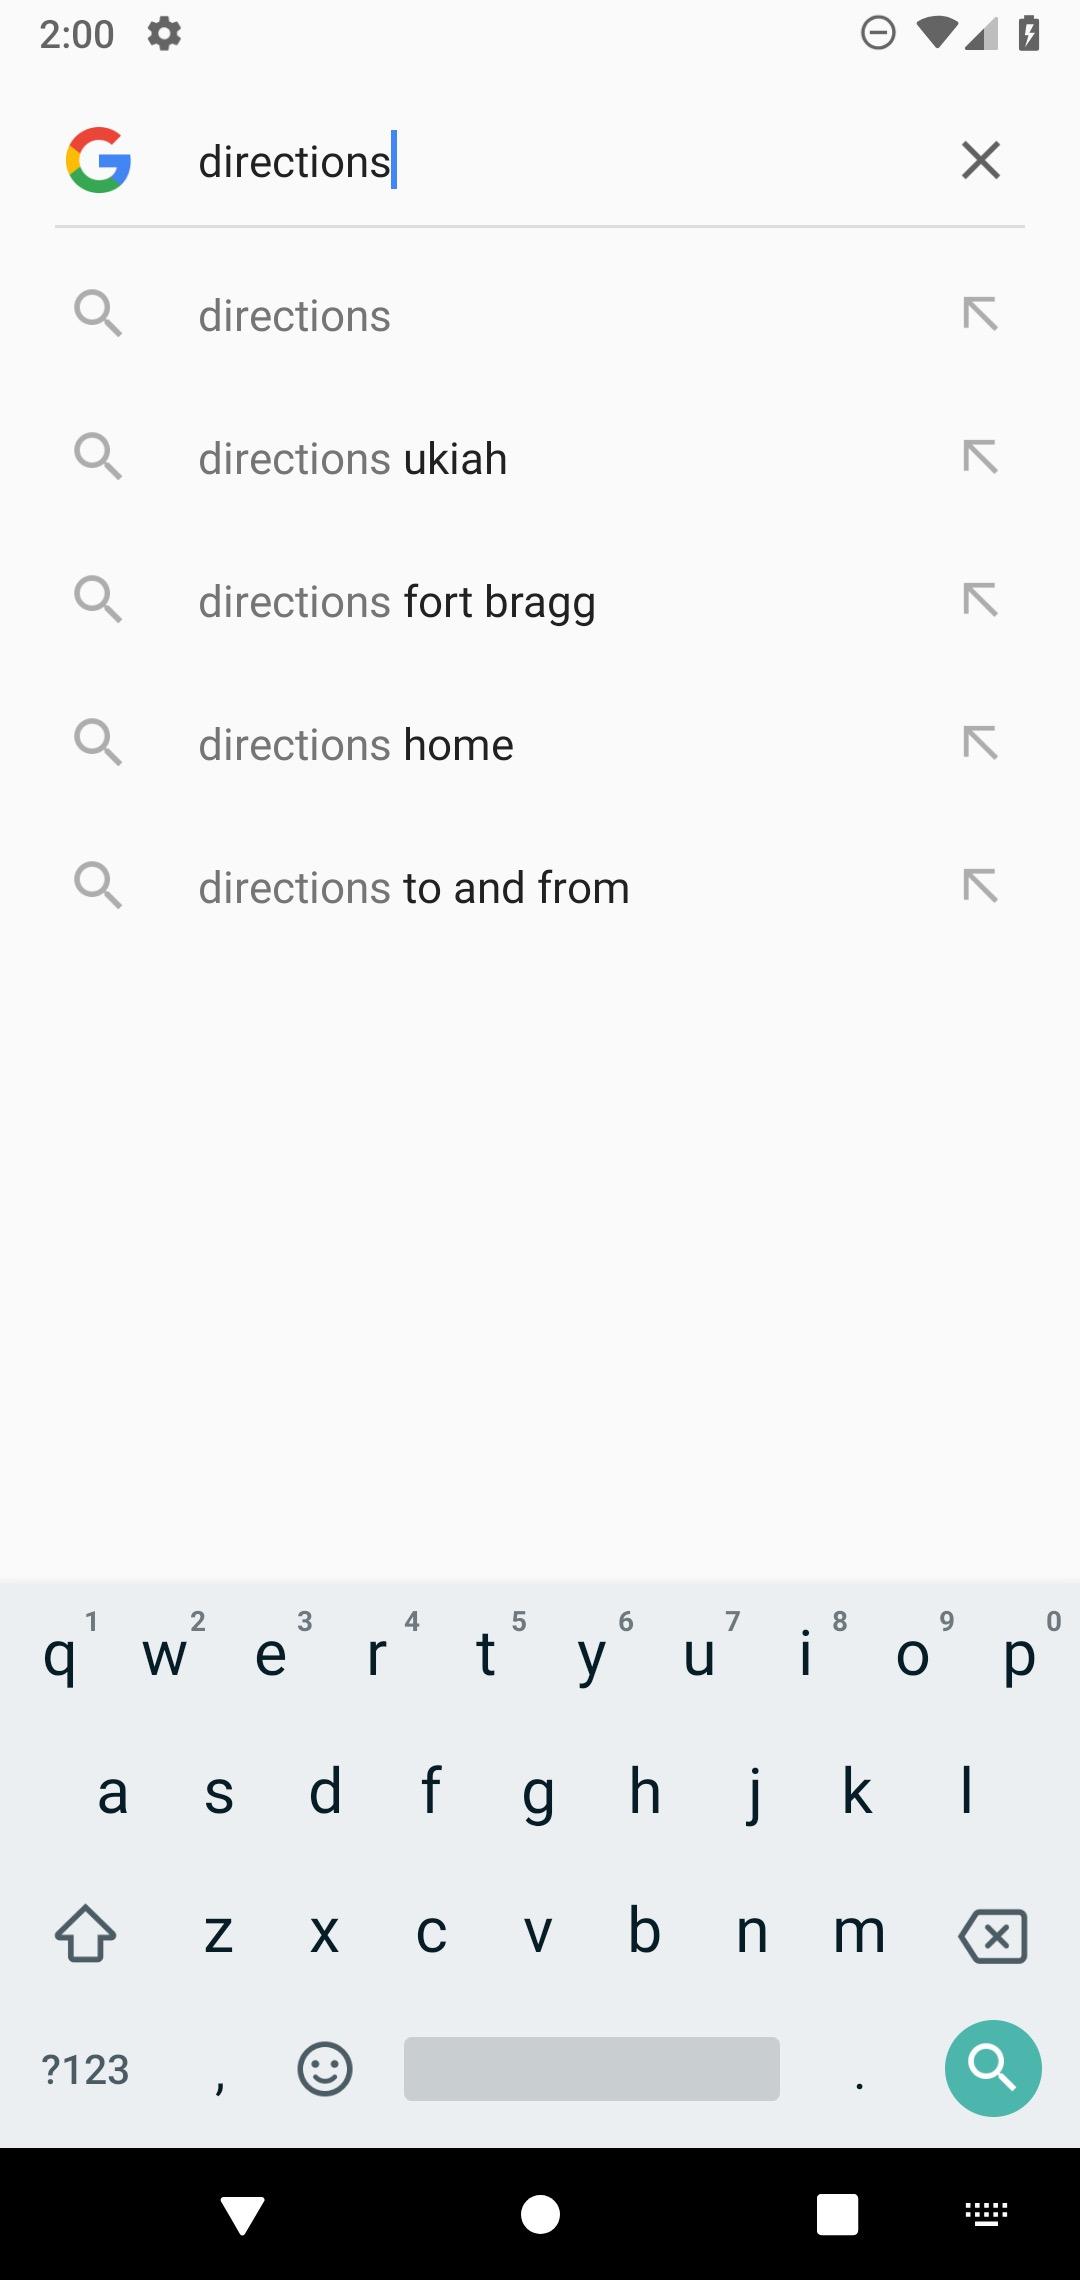 2:00
directions
directions
directions ukiah
directions fort bragg
directions home
directions to and from
1 2 3 4 5 6 7 8 9 0
q w e r t y u i o p
a s d f g h j k l
z x c v b n m
?123 , .